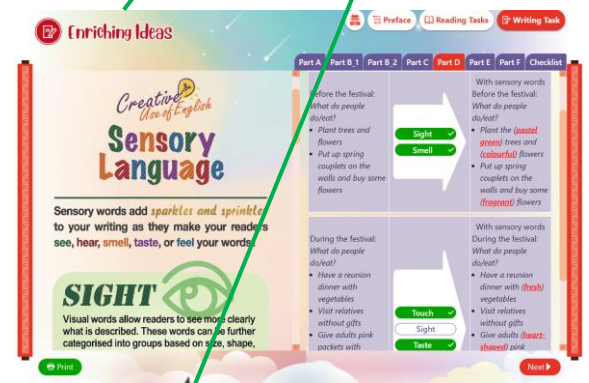 Enriching Ideas
Preface
Reading Tasks
Writing Task
Part A
Part B_1
Part B_2
Part C
Part D
Part E
Part F
Checklist
Creative
Use of English
Sensory
Language
Sensory words add sparkles and sprinkle
to your writing as they make your readers
see, hear, smell, taste, or feel your words!
SIGHT
Visual words allow readers to see more clearly
what is described. These words can be further
categorised into groups based on size, shape,
Before the festival:
What do people
do/eat?
• Plant trees and
flowers
• Put up spring
couplets on the
walls and buy some
flowers
Sight
Smell
With sensory words
Before the festival:
What do people
do/eat?
• Plant the (pastel
green) trees and
(colourful) flowers
• Put up spring
couplets on the
walls and buy some
(fragrant) flowers
During the festival:
What do people
do/eat?
• Have a reunion
dinner with
vegetables
• Visit relatives
without gifts
• Give adults pink
packets with
Touch
Sight
Taste
With sensory words
During the festival:
What do people
do/eat?
• Have a reunion
dinner with (fresh)
vegetables
• Visit relatives
without gifts
• Give adults (heart-
shaped) pink
Print
Next